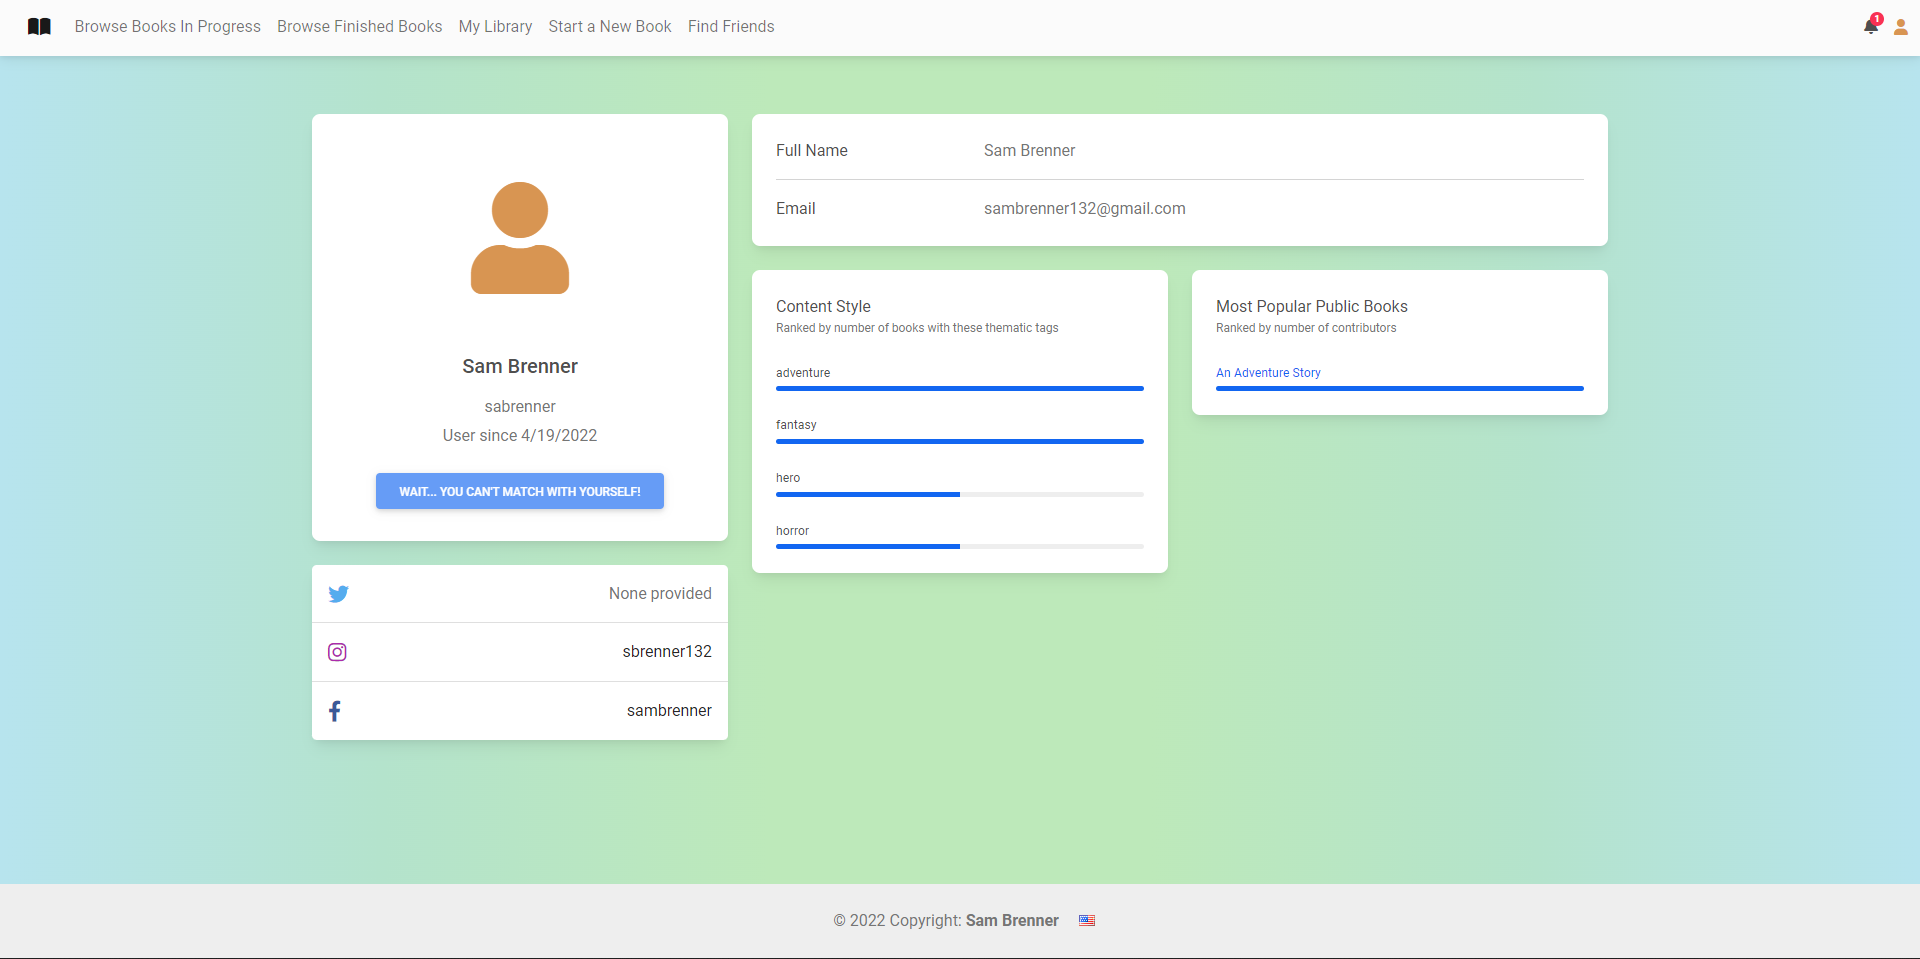 Browse Books In Progress Browse Finished Books My Library Start a New Book Find Friends
1
Sam Brenner
sabrenner
User since 4/19/2022
WAIT... YOU CAN'T MATCH WITH YOURSELF!
None provided
sbrenner132
sambrenner
Full Name Sam Brenner
Email sambrenner132@gmail.com
Content Style
Ranked by number of books with these thematic tags
adventure
fantasy
hero
horror
Most Popular Public Books
Ranked by number of contributors
An Adventure Story
© 2022 Copyright: Sam Brenner